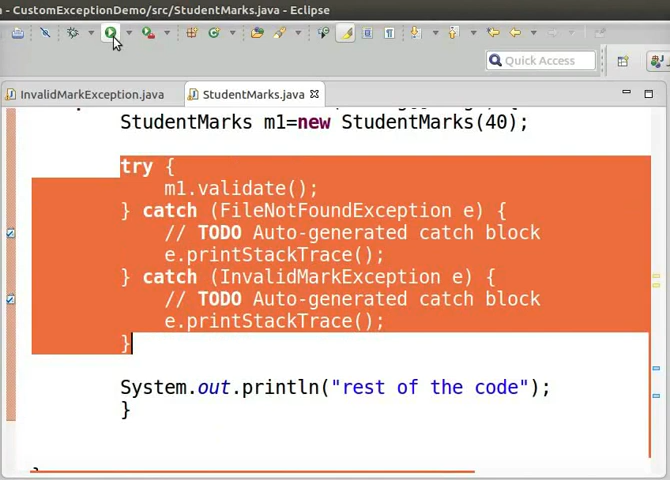 CustomExceptionDemo/src/StudentMarks.java - Eclipse
Quick Access
InvalidMarkException.java
StudentMarks.java
StudentMarks m1=new StudentMarks(40);
try {
m1.validate();
} catch (FileNotFoundException e) {
// TODO Auto-generated catch block
e.printStackTrace();
} catch (InvalidMarkException e) {
// TODO Auto-generated catch block
e.printStackTrace();
}
System.out.println("rest of the code");
}